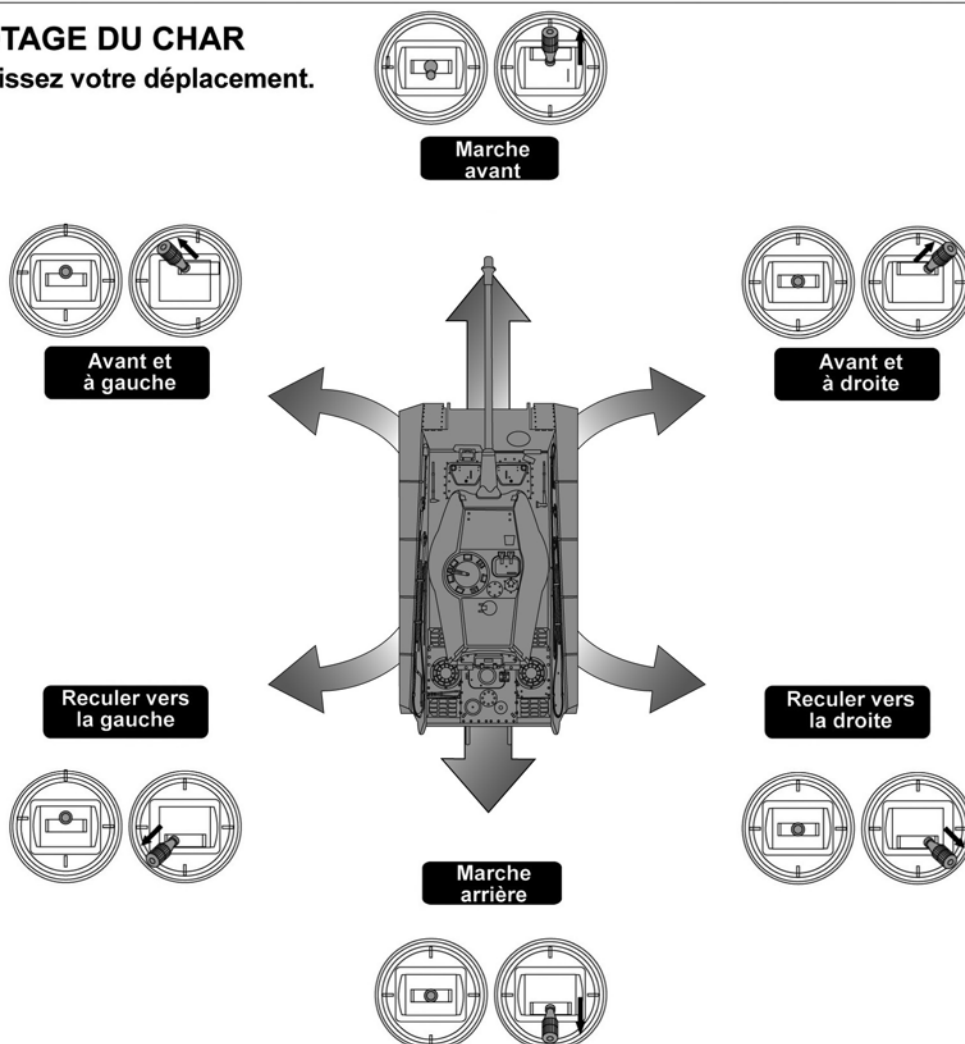 TAGE DU CHAR
issez votre déplacement.
Marche
avant
Avant et
à gauche
Avant et
à droite
Reculer vers
la gauche
Reculer vers
la droite
Marche
arrière